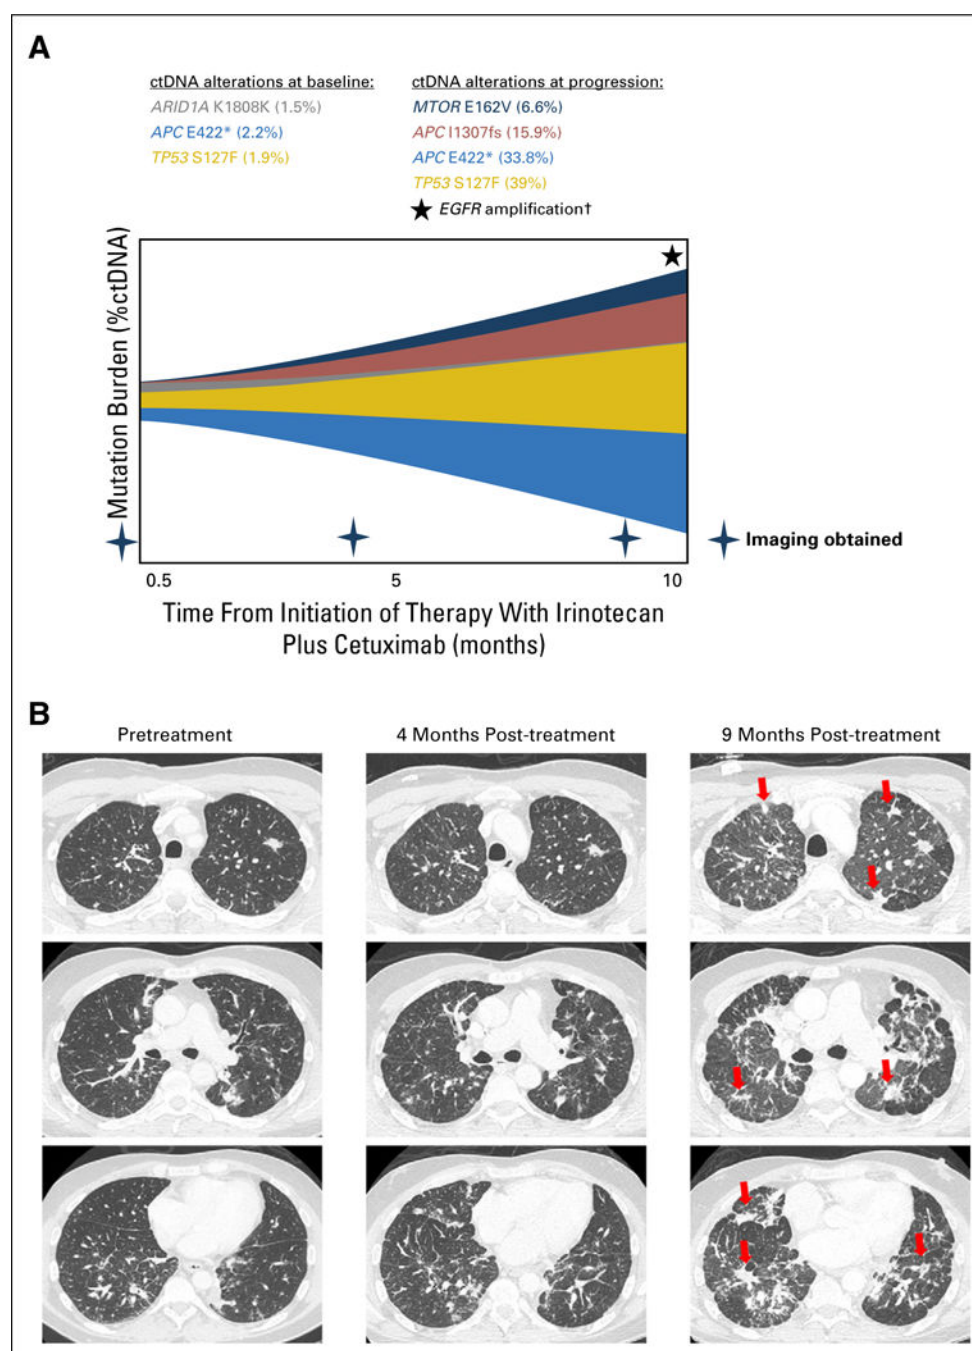 A
ctDNA alterations at baseline:
ARID1A K1808K (1.5%)
APC E422* (2.2%)
TP53 S127F (1.9%)
ctDNA alterations at progression:
MTOR E162V (6.6%)
APC I1307fs (15.9%)
APC E422* (33.8%)
TP53 S127F (39%)
EGFR amplification†
Mutation Burden (%ctDNA)
Imaging obtained
0.5 5 10
Time From Initiation of Therapy With Irinotecan
Plus Cetuximab (months)
B
Pretreatment
4 Months Post-treatment
9 Months Post-treatment